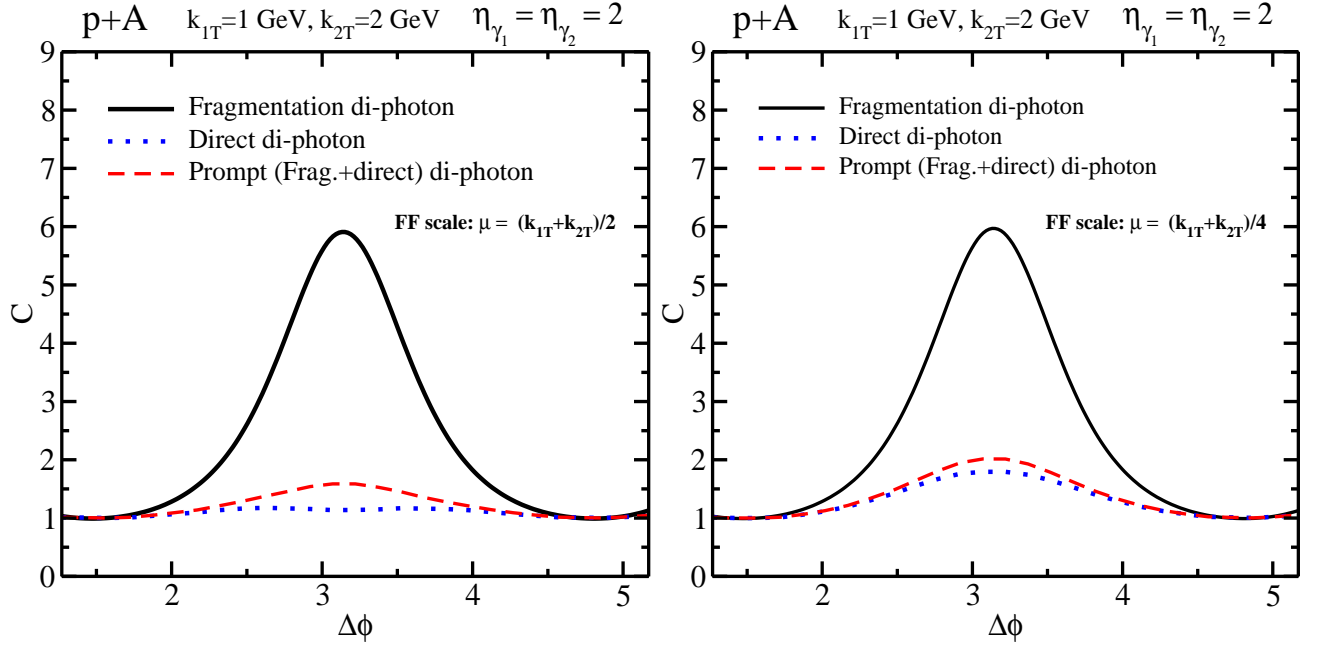 p+A k1T=1 GeV, k2T=2 GeV ηγ1 = ηγ2 = 2
9
8
7
6
5
4
3
2
1
0
C
Fragmentation di-photon
Direct di-photon
Prompt (Frag.+direct) di-photon
FF scale: μ = (k1T+k2T)/2
2 3 4 5
Δϕ
p+A k1T=1 GeV, k2T=2 GeV ηγ1 = ηγ2 = 2
9
8
7
6
5
4
3
2
1
0
C
Fragmentation di-photon
Direct di-photon
Prompt (Frag.+direct) di-photon
FF scale: μ = (k1T+k2T)/4
2 3 4 5
Δϕ